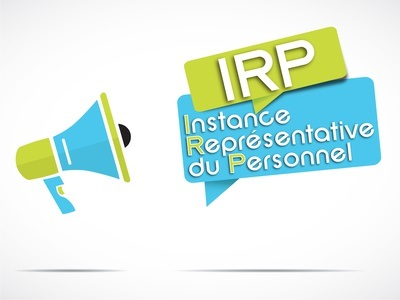 IRP
Instance
Représentative
du Personnel